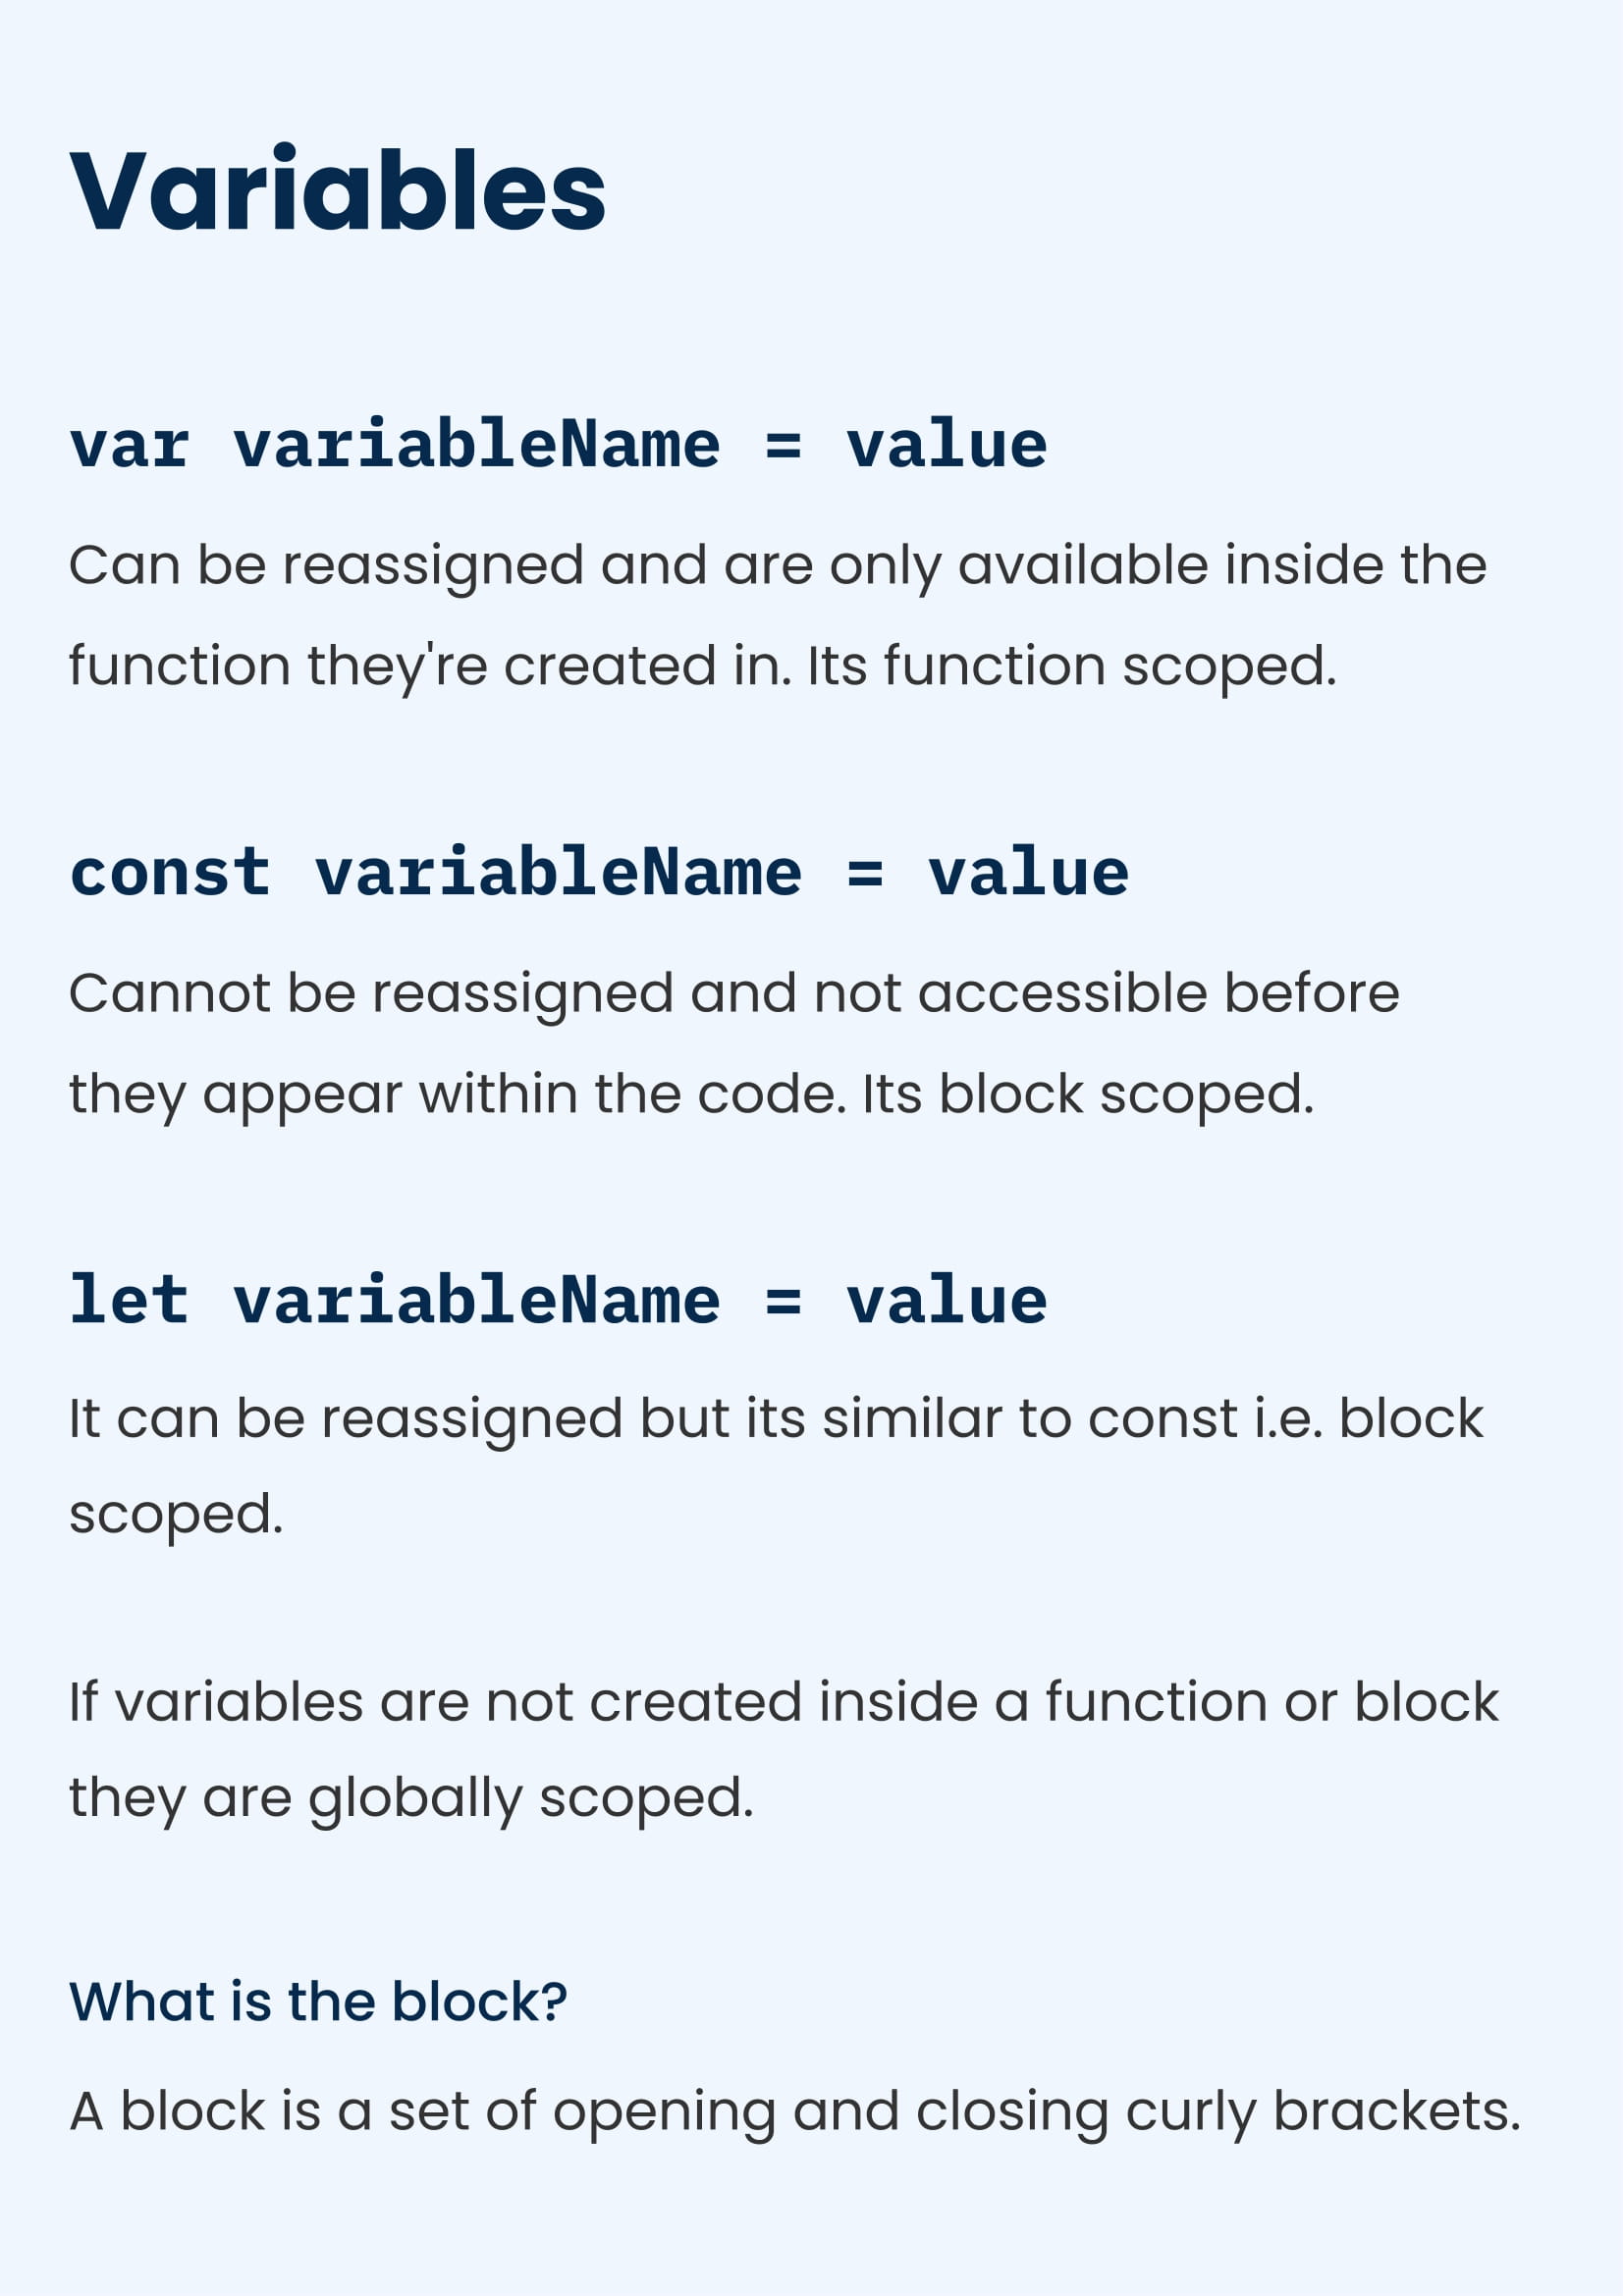 Variables
var variableName = value
Can be reassigned and are only available inside the
function they're created in. Its function scoped.
const variableName = value
Cannot be reassigned and not accessible before
they appear within the code. Its block scoped.
let variableName = value
It can be reassigned but its similar to const i.e. block
scoped.
If variables are not created inside a function or block
they are globally scoped.
What is the block?
A block is a set of opening and closing curly brackets.